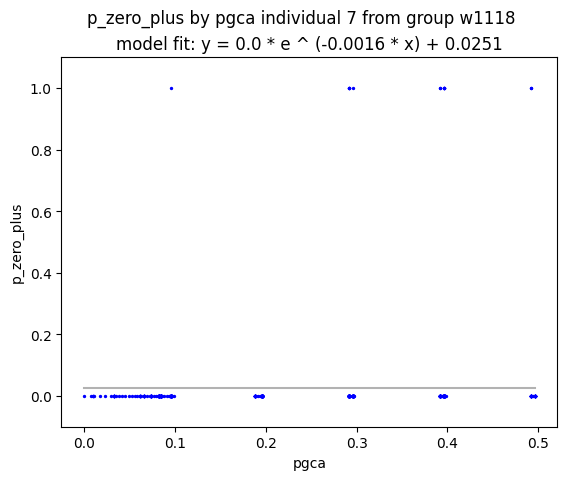 p_zero_plus by pgca individual 7 from group w1118
model fit: y = 0.0 * e ^ (-0.0016 * x) + 0.0251
1.0
0.8
0.6
0.4
0.2
0.0
p_zero_plus
0.0 0.1 0.2 0.3 0.4 0.5
pgca